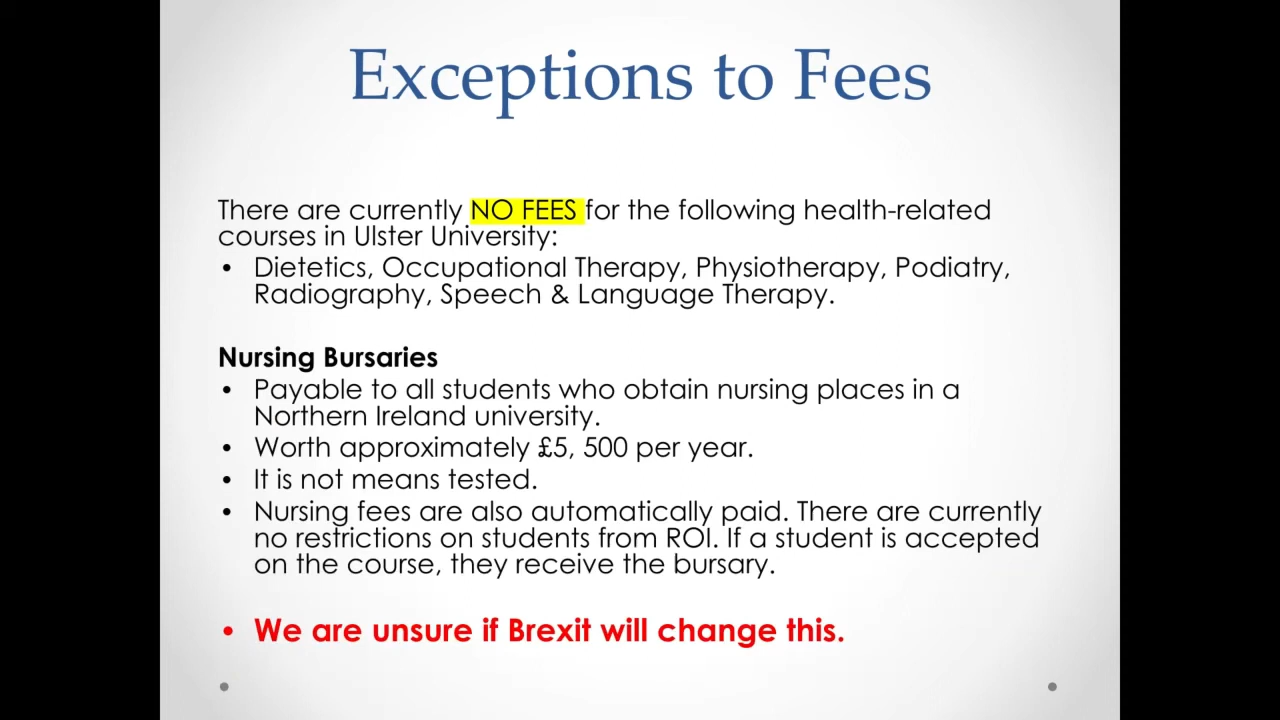 Exceptions to Fees
There are currently NO FEES for the following health-related
courses in Ulster University:
• Dietetics, Occupational Therapy, Physiotherapy, Podiatry,
Radiography, Speech & Language Therapy.
Nursing Bursaries
• Payable to all students who obtain nursing places in a
Northern Ireland university.
• Worth approximately £5, 500 per year.
• It is not means tested.
• Nursing fees are also automatically paid. There are currently
no restrictions on students from ROI. If a student is accepted
on the course, they receive the bursary.
• We are unsure if Brexit will change this.